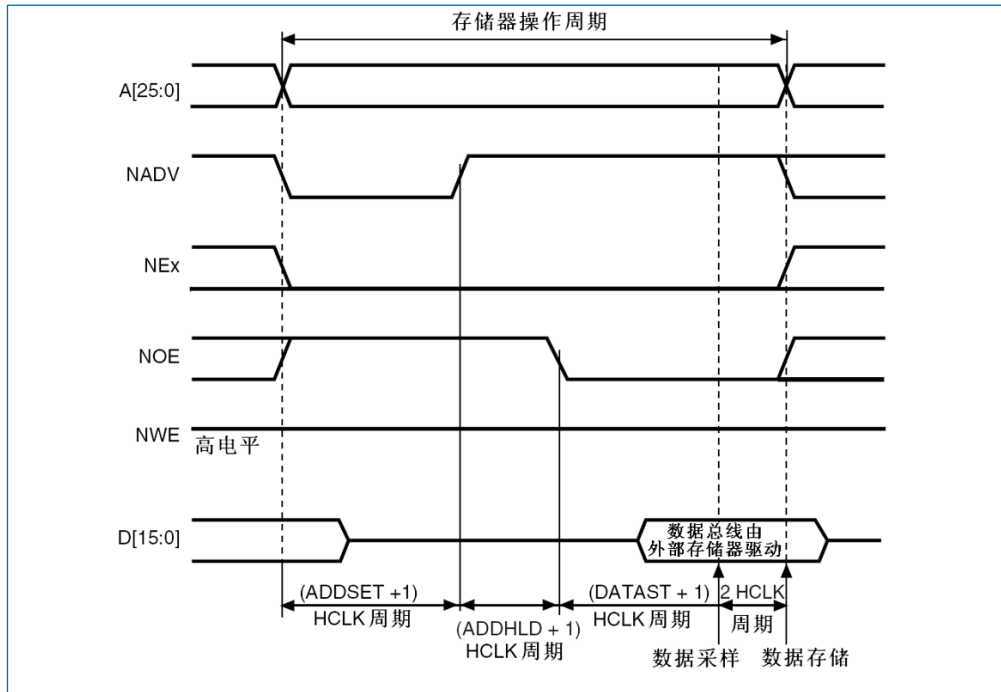 存储器操作周期
A[25:0]
NADV
NEx
NOE
NWE
高电平
D[15:0]
数据总线由
外部存储器驱动
(ADDSET +1)
HCLK 周期
(ADDHLD + 1)
HCLK 周期
(DATAST + 1)
HCLK 周期
2 HCLK
周期
数据采样
数据存储